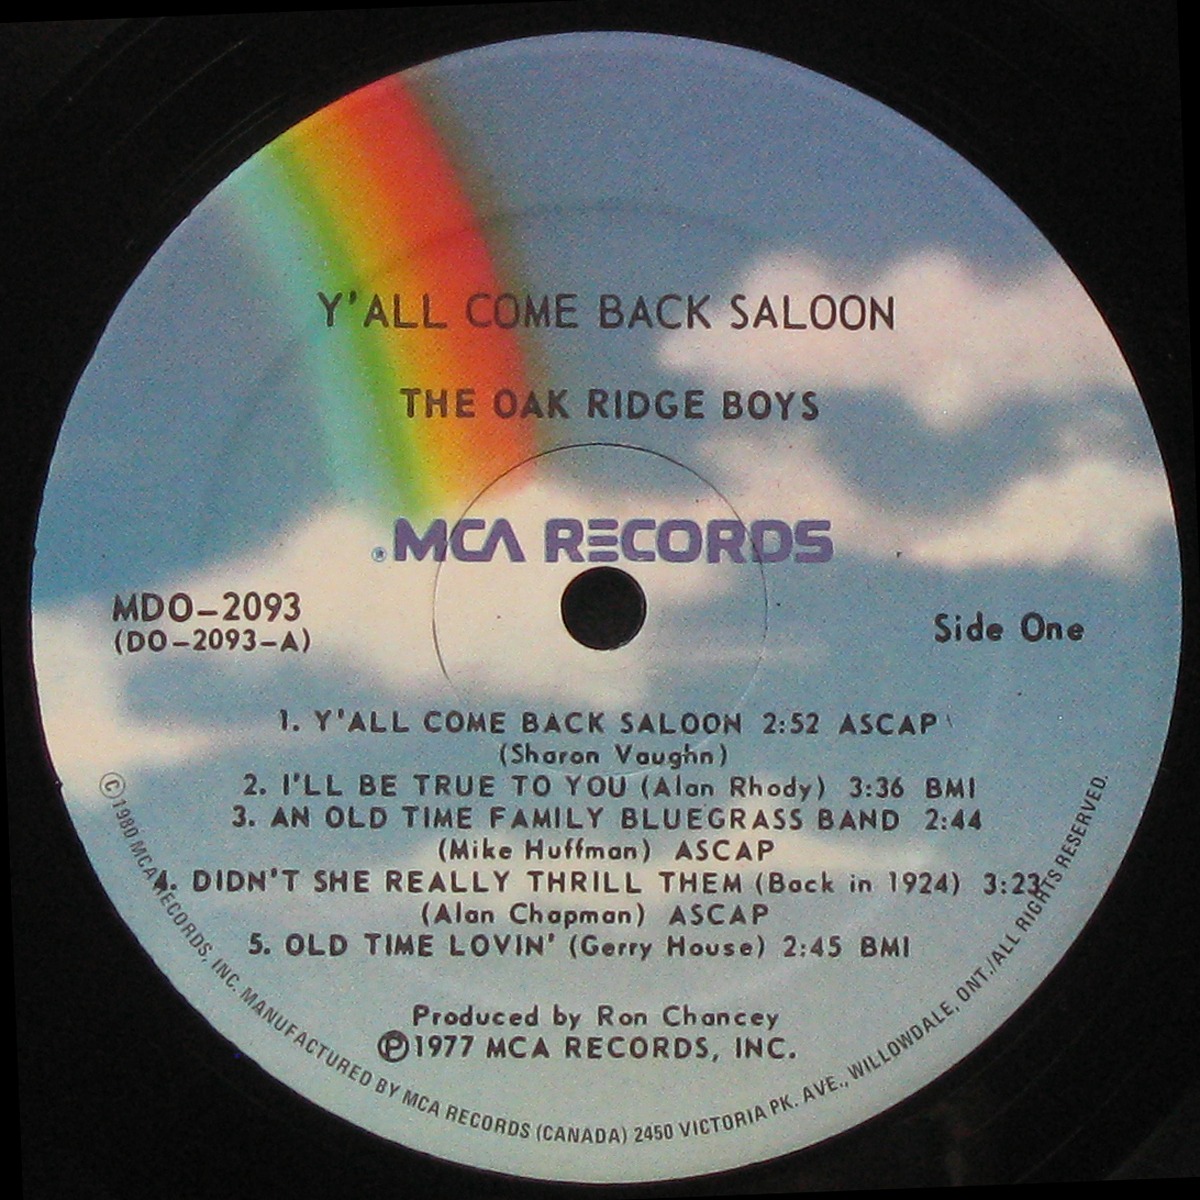 Y'ALL COME BACK SALOON
THE OAK RIDGE BOYS
® MCA RECORDS
MDO-2093
(DO-2093-A)
Side One
1. Y'ALL COME BACK SALOON 2:52 ASCAP
(Sharon Vaughn)
2. I'LL BE TRUE TO YOU (Alan Rhody) 3:36 BMI
3. AN OLD TIME FAMILY BLUEGRASS BAND 2:44
(Mike Huffman) ASCAP
4. DIDN'T SHE REALLY THRILL THEM (Back in 1924) 3:23
(Alan Chapman) ASCAP
5. OLD TIME LOVIN' (Gerry House) 2:45 BMI
Produced by Ron Chancey
℗1977 MCA RECORDS, INC.
©1980 MCA RECORDS, INC. MANUFACTURED BY MCA RECORDS (CANADA) 2450 VICTORIA PK. AVE., WILLOWDALE, ONT./ALL RIGHTS RESERVED.